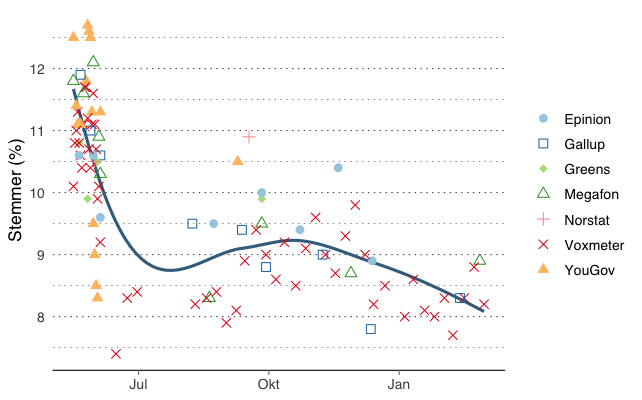 Stemmer (%)
12
11
10
9
8
Jul
Okt
Jan
Epinion
Gallup
Greens
Megafon
Norstat
Voxmeter
YouGov